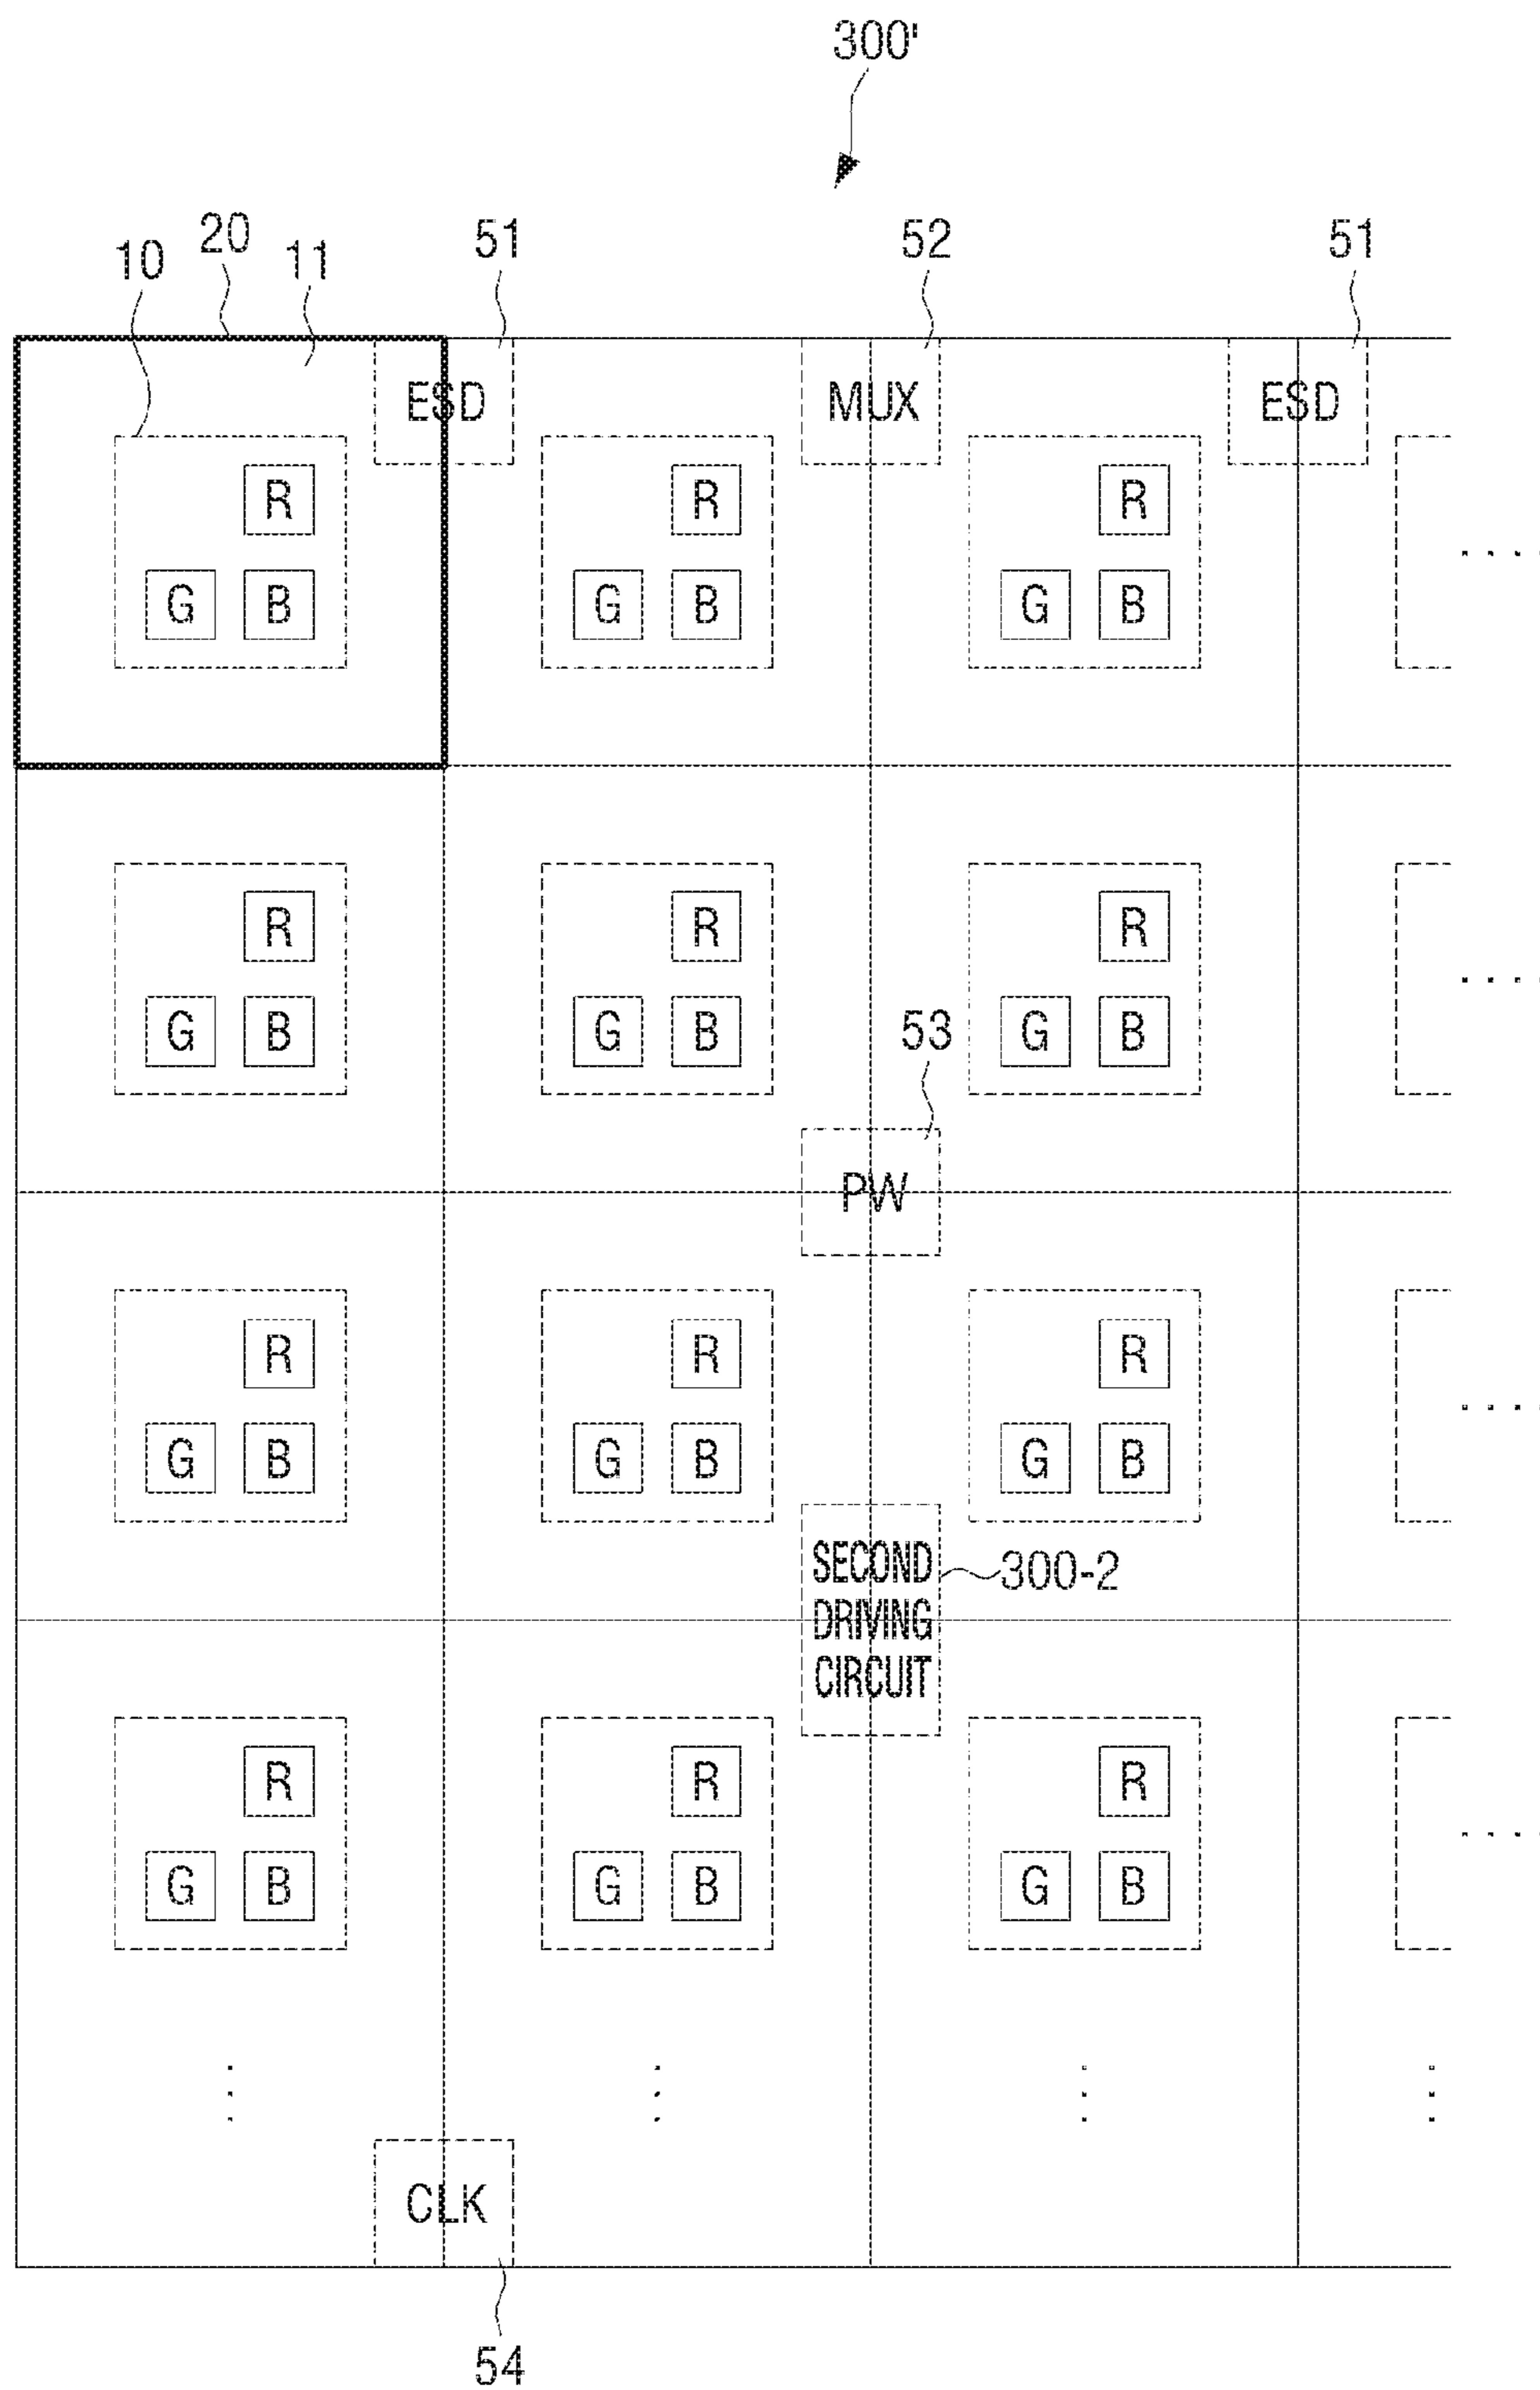 300'
10 20 11 51 52 51
ESD MUX ESD
R R R
G B G B G B
R R R
G B G B 53 G B
PW
R R R
G B G B G B
SECOND
DRIVING
CIRCUIT
300-2
R R R
G B G B G B
CLK
54